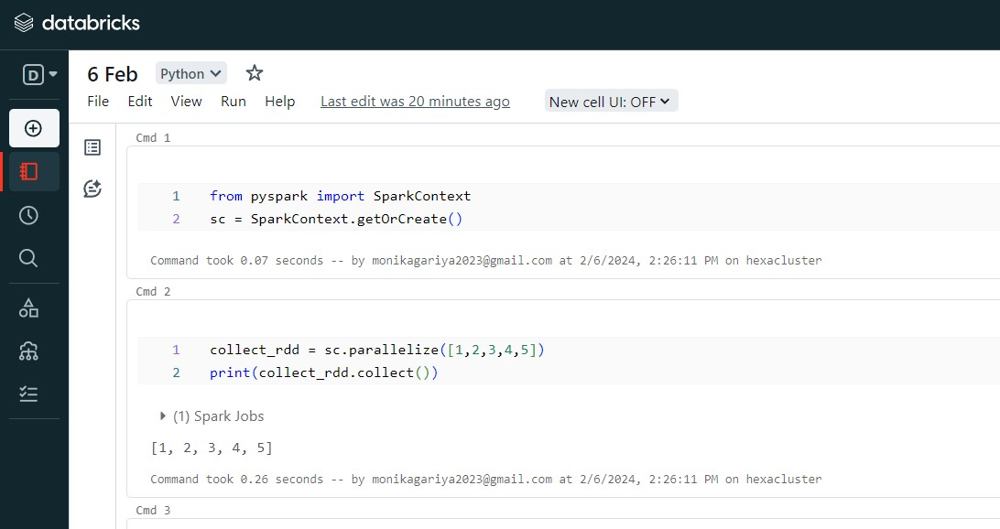 databricks
D
6 Feb Python
File Edit View Run Help Last edit was 20 minutes ago New cell UI: OFF
Cmd 1
1 from pyspark import SparkContext
2 sc = SparkContext.getOrCreate()
Command took 0.07 seconds -- by monikagariya2023@gmail.com at 2/6/2024, 2:26:11 PM on hexacluster
Cmd 2
1 collect_rdd = sc.parallelize([1,2,3,4,5])
2 print(collect_rdd.collect())
(1) Spark Jobs
[1, 2, 3, 4, 5]
Command took 0.26 seconds -- by monikagariya2023@gmail.com at 2/6/2024, 2:26:11 PM on hexacluster
Cmd 3